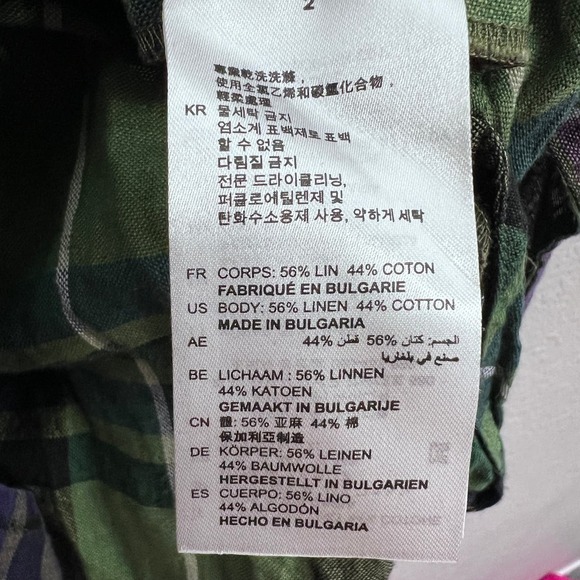 2
專業乾洗洗滌，
使用全氯乙烯和碳氫化合物，
輕柔處理
KR 물세탁 금지
염소계 표백제로 표백
할 수 없음
다림질 금지
전문 드라이클리닝,
퍼클로에틸렌제 및
탄화수소용제 사용, 약하게 세탁
FR CORPS: 56% LIN 44% COTON
FABRIQUÉ EN BULGARIE
US BODY: 56% LINEN 44% COTTON
MADE IN BULGARIA
AE الجسم: كتان %56 قطن %44
صنع في بلغاريا
BE LICHAAM : 56% LINNEN
44% KATOEN
GEMAAKT IN BULGARIJE
CN 體: 56% 亚麻 44% 棉
保加利亞制造
DE KÖRPER: 56% LEINEN
44% BAUMWOLLE
HERGESTELLT IN BULGARIEN
ES CUERPO: 56% LINO
44% ALGODÓN
HECHO EN BULGARIA